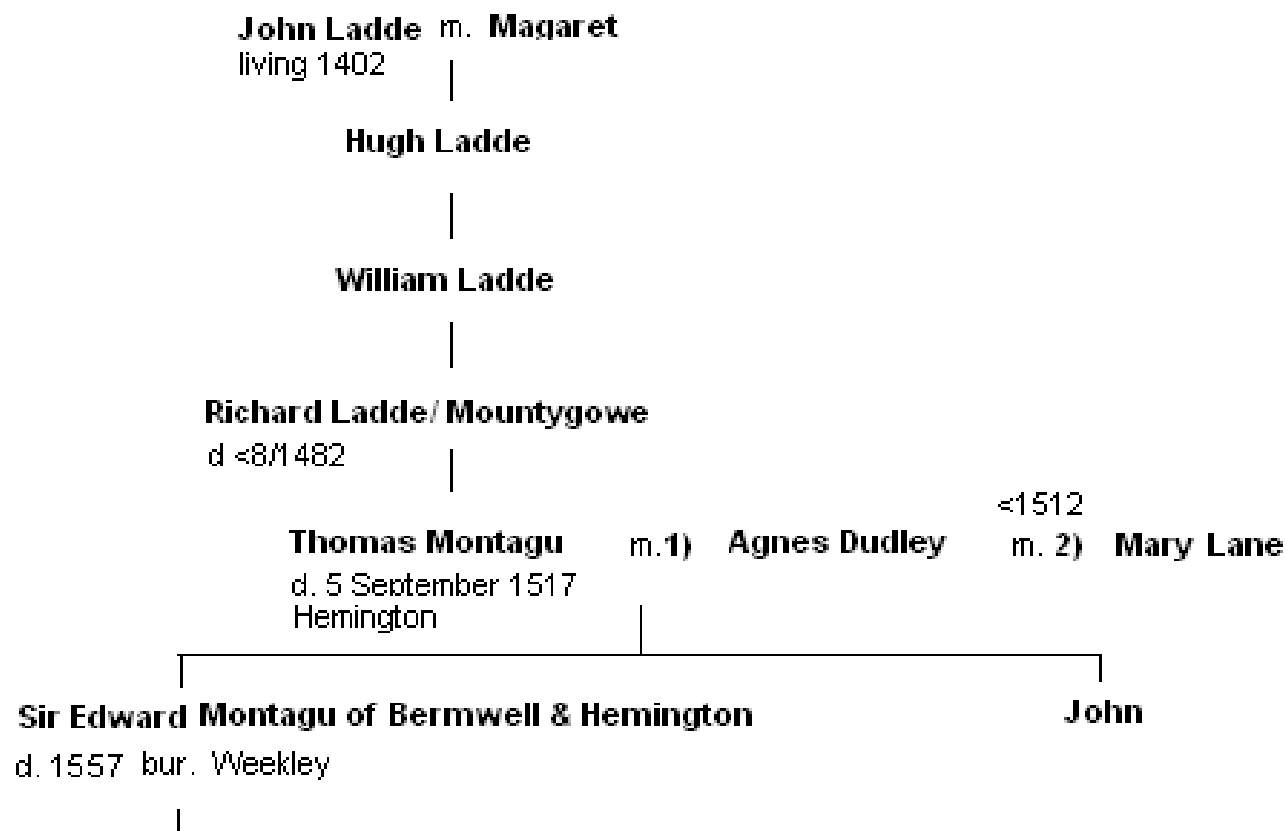 John Ladde m. Magaret
living 1402
Hugh Ladde
William Ladde
Richard Ladde/ Mountygowe
d <8/1482
<1512
Thomas Montagu m.1) Agnes Dudley m. 2) Mary Lane
d. 5 September 1517
Hemington
Sir Edward Montagu of Bermwell & Hemington John
d. 1557 bur. Weekley